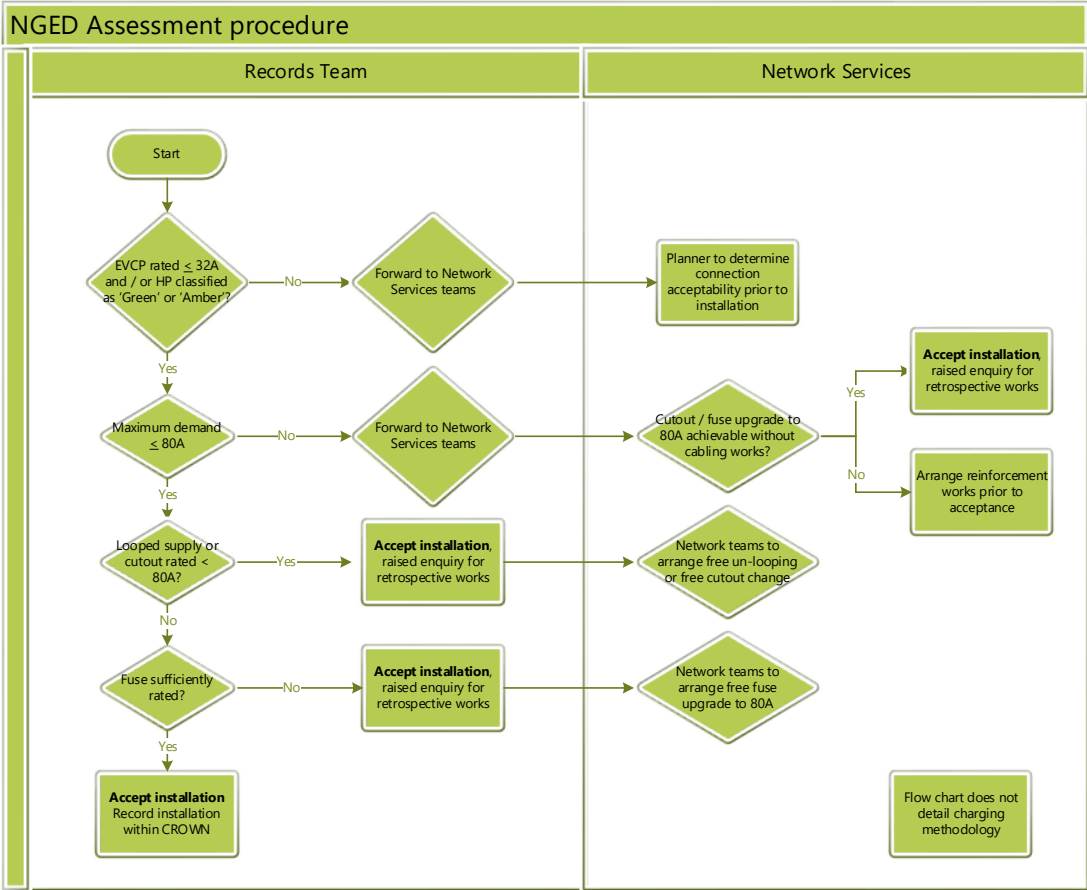 NGED Assessment procedure
Records Team
Network Services
Start
EVCP rated ≤ 32A
and / or HP classified
as ‘Green’ or ‘Amber’?
No
Forward to Network
Services teams
Planner to determine
connection
acceptability prior to
installation
Yes
Maximum demand
≤ 80A
No
Forward to Network
Services teams
Cutout / fuse upgrade to
80A achievable without
cabling works?
Yes
Accept installation,
raised enquiry for
retrospective works
No
Arrange reinforcement
works prior to
acceptance
Yes
Looped supply or
cutout rated <
80A?
Yes
Accept installation,
raised enquiry for
retrospective works
Network teams to
arrange free un-looping
or free cutout change
No
Fuse sufficiently
rated?
No
Accept installation,
raised enquiry for
retrospective works
Network teams to
arrange free fuse
upgrade to 80A
Yes
Accept installation
Record installation
within CROWN
Flow chart does not
detail charging
methodology